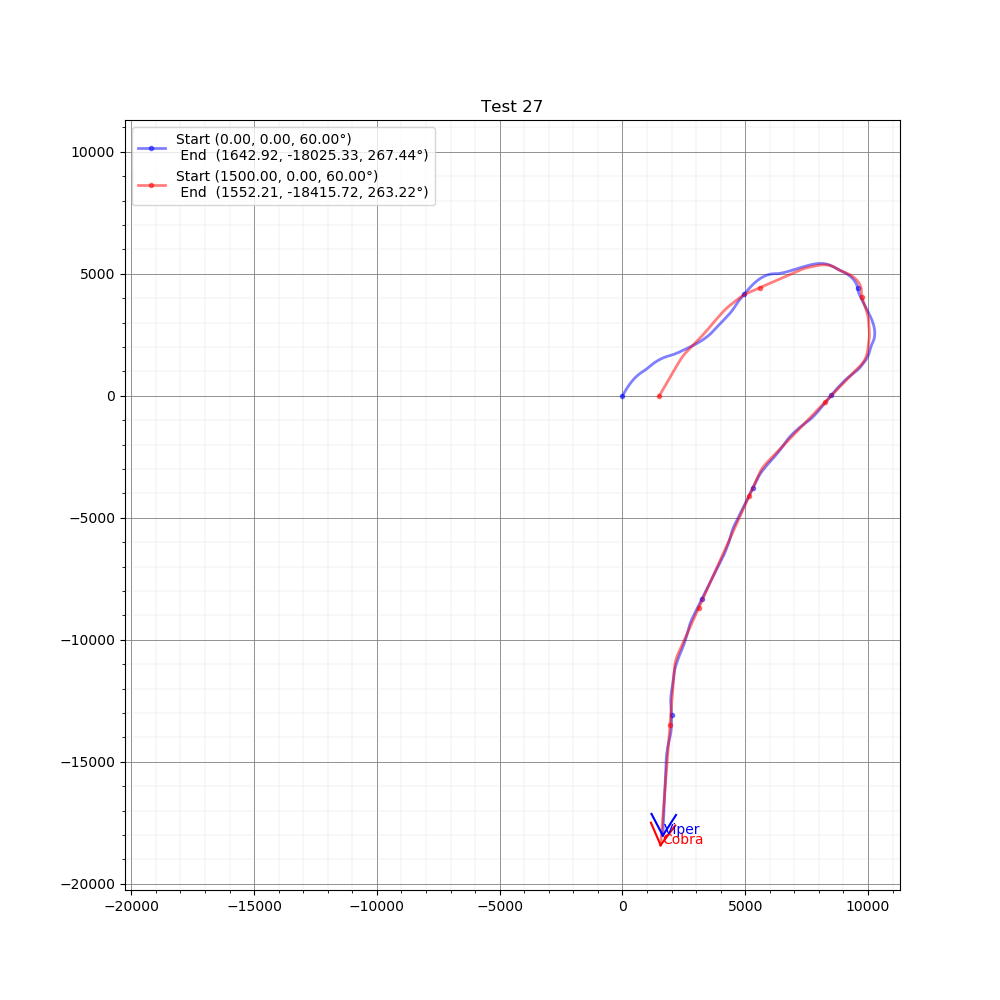 Test 27
Start (0.00, 0.00, 60.00°)
End (1642.92, -18025.33, 267.44°)
Start (1500.00, 0.00, 60.00°)
End (1552.21, -18415.72, 263.22°)
10000
5000
0
−5000
−10000
−15000
−20000
Viper
Cobra
−20000 −15000 −10000 −5000 0 5000 10000